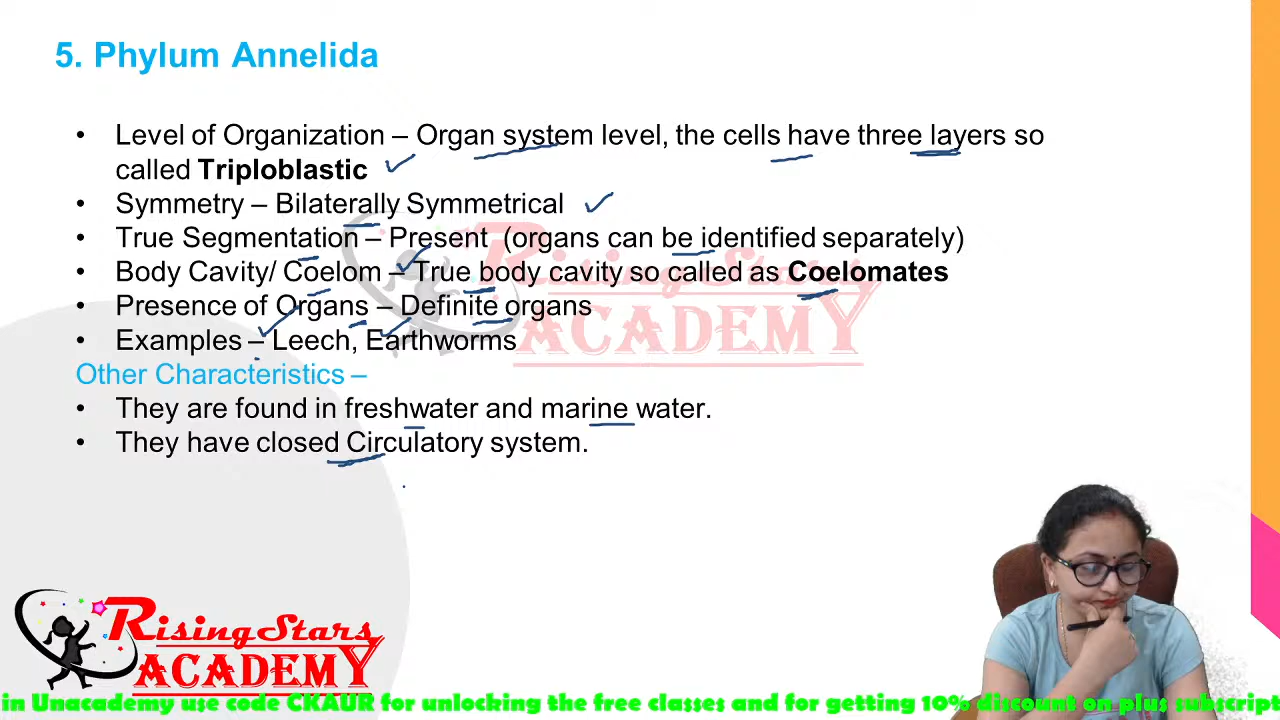 5. Phylum Annelida
• Level of Organization – Organ system level, the cells have three layers so
called Triploblastic
• Symmetry – Bilaterally Symmetrical
• True Segmentation – Present (organs can be identified separately)
• Body Cavity/ Coelom – True body cavity so called as Coelomates
• Presence of Organs – Definite organs
• Examples – Leech, Earthworms
Other Characteristics –
• They are found in freshwater and marine water.
• They have closed Circulatory system.
Rising Stars
ACADEMY
Rising Stars
ACADEMY
in Unacademy use code CKAUR for unlocking the free classes and for getting 10% discount on plus subscript